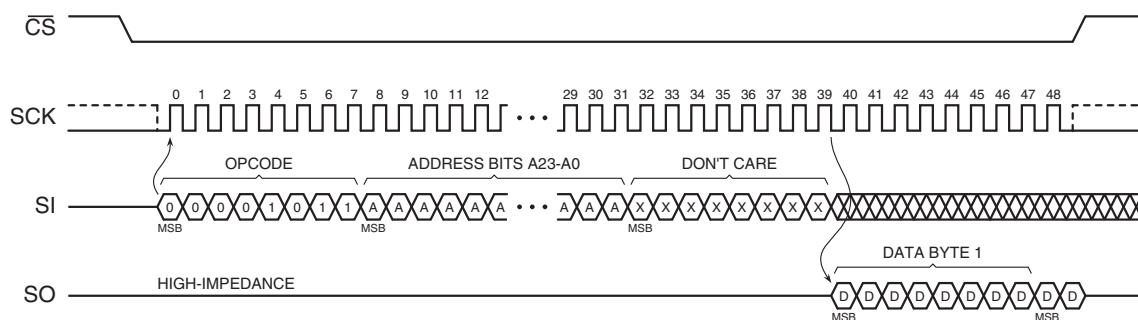 CS
SCK
0 1 2 3 4 5 6 7 8 9 10 11 12 • • • 29 30 31 32 33 34 35 36 37 38 39 40 41 42 43 44 45 46 47 48
OPCODE ADDRESS BITS A23-A0 DON'T CARE
SI
0 0 0 0 1 0 1 1 A A A A A A • • • A A A X X X X X X X X
MSB MSB MSB
DATA BYTE 1
SO
HIGH-IMPEDANCE
D D D D D D D D D D
MSB MSB